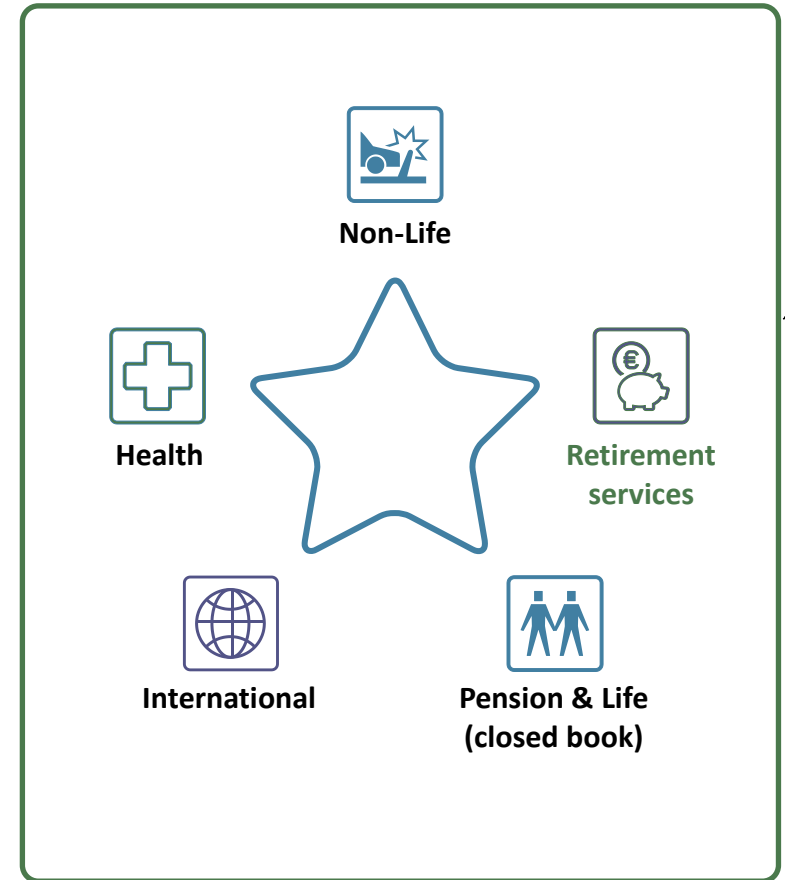 Non-Life
Health
€
Retirement
services
International
Pension & Life
(closed book)